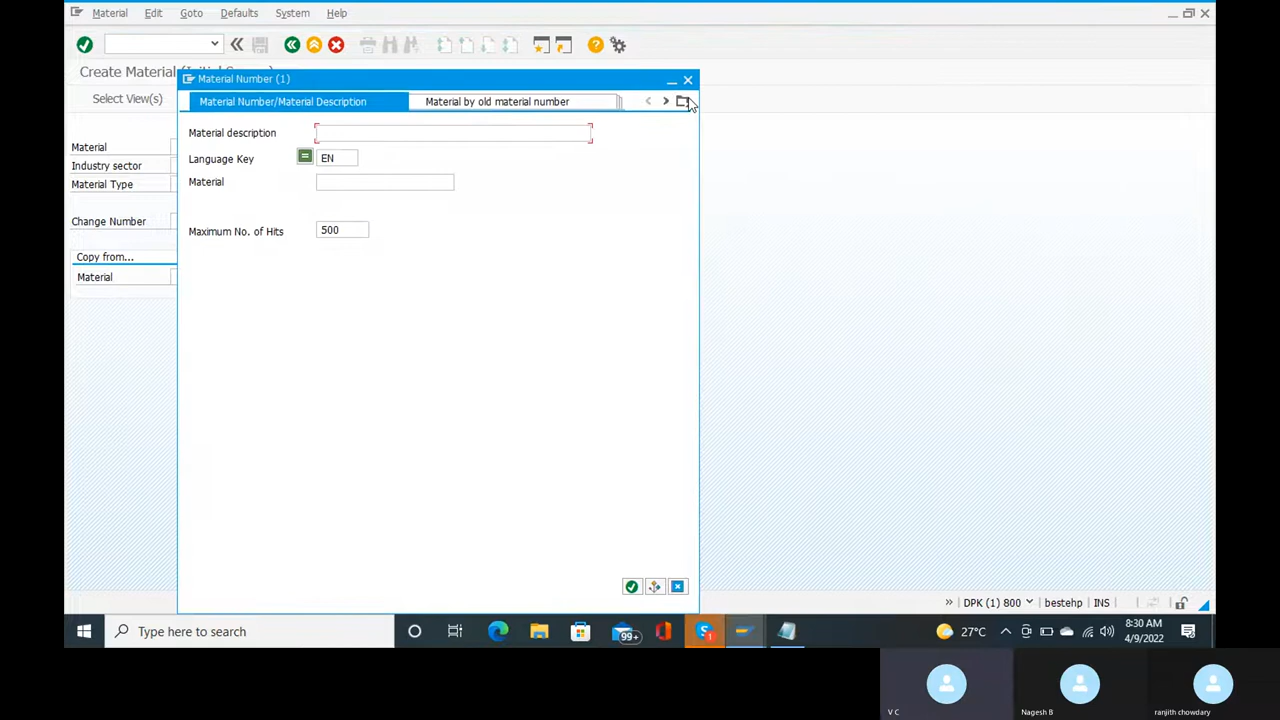 Material Edit Goto Defaults System Help
Create Material (Initial S
Material Number (1)
Select View(s)
Material Number/Material Description Material by old material number
Material description
Material
Language Key EN
Industry sector
Material
Material Type
Change Number
Maximum No. of Hits 500
Copy from...
Material
DPK (1) 800 bestehp INS
Type here to search
99+
1
27°C
8:30 AM
4/9/2022
V C
Nagesh B
ranjith chowdary